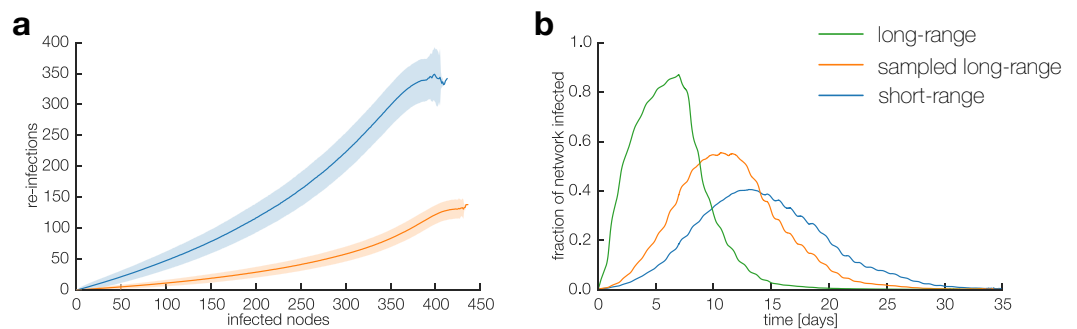 a
re-infections
400
350
300
250
200
150
100
50
0
0 50 100 150 200 250 300 350 400 450
infected nodes
b
long-range
sampled long-range
short-range
fraction of network infected
1.0
0.8
0.6
0.4
0.2
0.0
0 5 10 15 20 25 30 35
time [days]